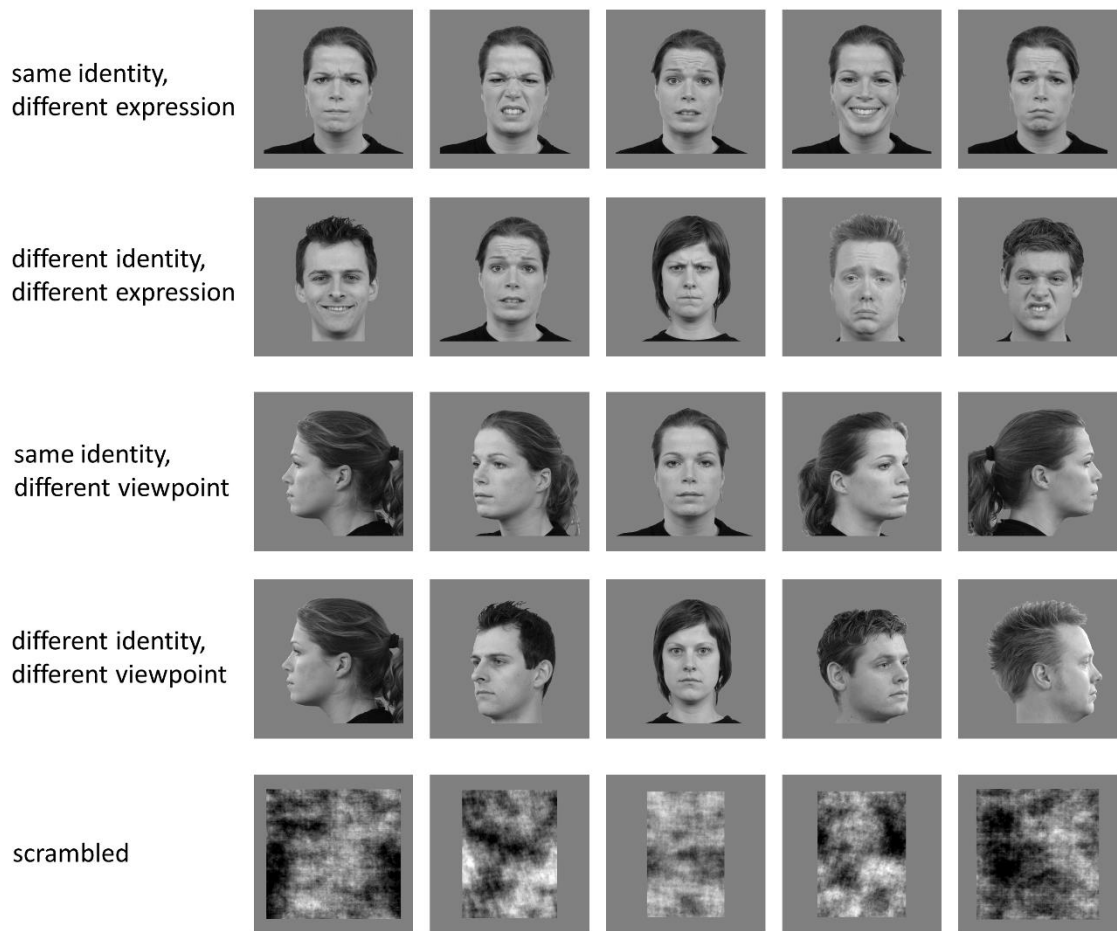 same identity,
different expression
different identity,
different expression
same identity,
different viewpoint
different identity,
different viewpoint
scrambled